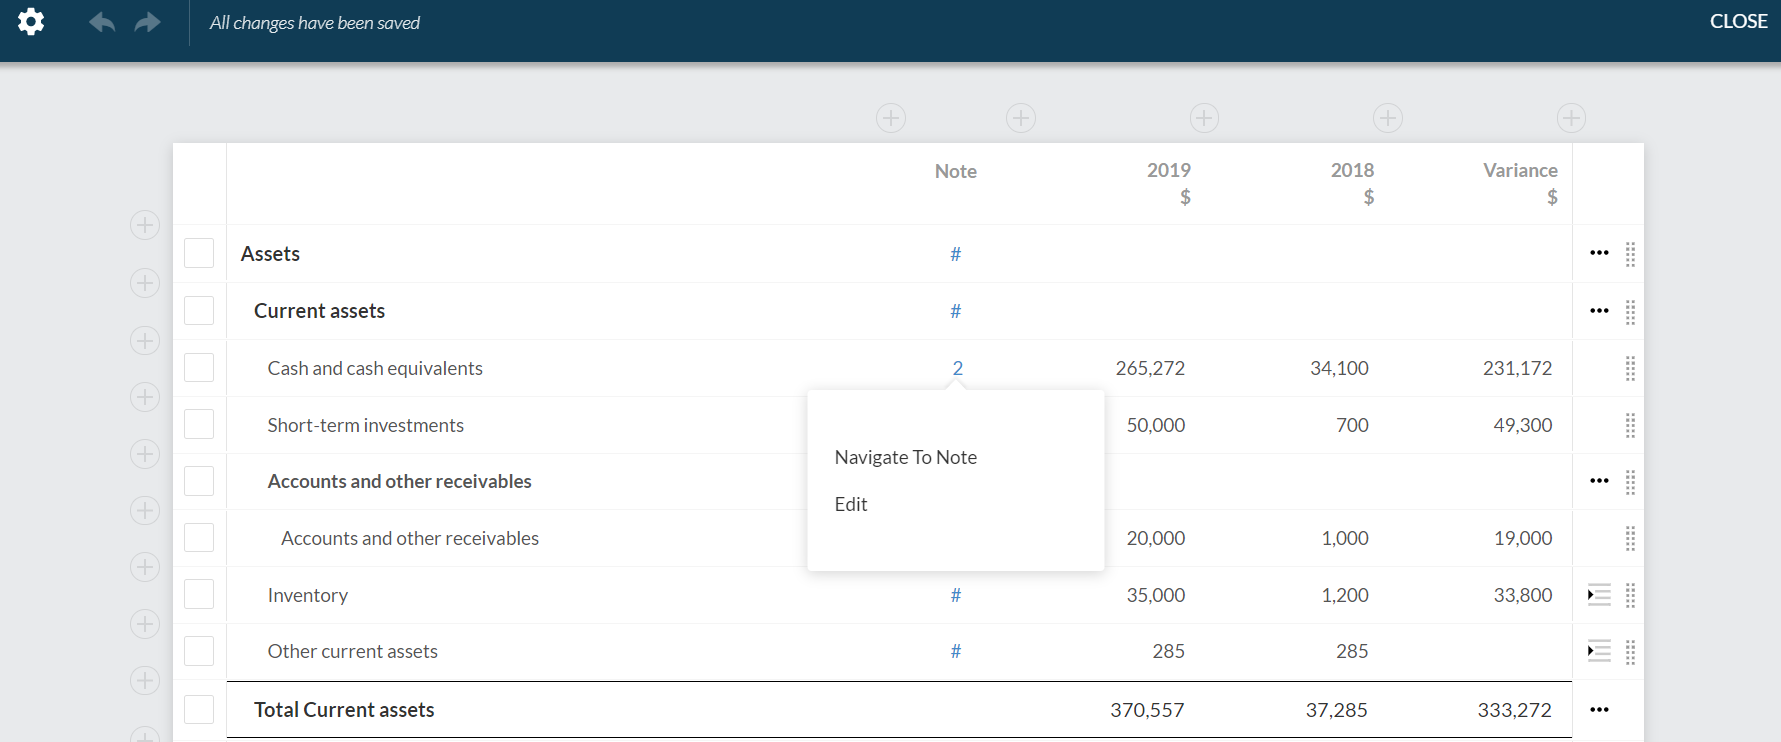 All changes have been saved
CLOSE
Note 2019 2018 Variance
$ $ $
Assets #
Current assets #
Cash and cash equivalents 2 265,272 34,100 231,172
Short-term investments 50,000 700 49,300
Navigate To Note
Accounts and other receivables
Edit
Accounts and other receivables 20,000 1,000 19,000
Inventory # 35,000 1,200 33,800
Other current assets # 285 285
Total Current assets 370,557 37,285 333,272